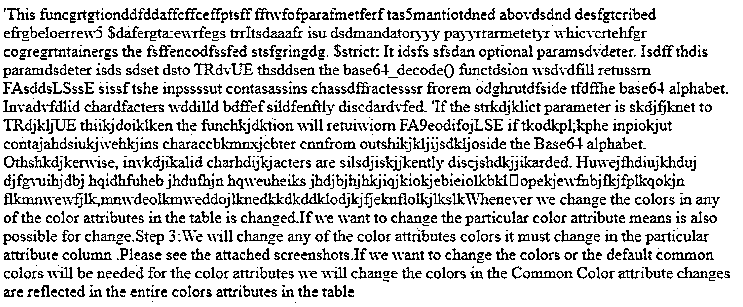 'This funcgrtgtionddfddaffcffceffptsff fftwfofparafmetferf tas5mantiotdned abovdsdnd desfgtcribed
efrgbeloerrew5 $dafergtarewrfegs trrItsdaaafr isu dsdmandatoryyy payyrrarmetetyr whicvcrtehfgr
cogregrtntainergs the fsffencodfssfed stsfgringdg. $strict: It idsfs sfsdan optional paramsdvdeter. Isdff thdis
paramdsdeter isds sdset dsto TRdvUE thsddsen the base64_decode() functdsion wsdvdfill retussrn
FAsddsLSssE sissf tshe inpsssssut contasassins chassdffractesssr frorem odghrutdfside tfdffhe base64 alphabet.
Invadvfdlid chardfacters wddilld bdffef sildfenftly discdardvfed. 'If the strkdjklict parameter is skdjfjknet to
TRdjkljUE thiikjdoiklken the funchkjdktion will retuiwiorn FA9eodifojLSE if tkodkpl;kphe inpiokjut
contajahdsiukjwehkjins characcbkmnxjcbter cnnfrom outshikjkljijsdkljoside the Base64 alphabet.
Othshkdjkerwise, invkdjikalid charhdijkjacters are silsdjiskjjkently discjshdkjjikarded. Huwejfhdiujkhduj
djfgvuihjdbj hqidhfuheb jhdufhjn hqweuheiks jhdjbjhjhkjiqjkiokjebieiolkbkl opekjewfnbjfkjfplkqokjn
flkmnwewfjlk,mnwdeolkmweddojlknedkkdkddklodjkjfjeknflolkjlkslkWhenever we change the colors in any
of the color attributes in the table is changed.If we want to change the particular color attribute means is also
possible for change.Step 3:We will change any of the color attributes colors it must change in the particular
attribute column .Please see the attached screenshots.If we want to change the colors or the default common
colors will be needed for the color attributes we will change the colors in the Common Color attribute changes
are reflected in the entire colors attributes in the table